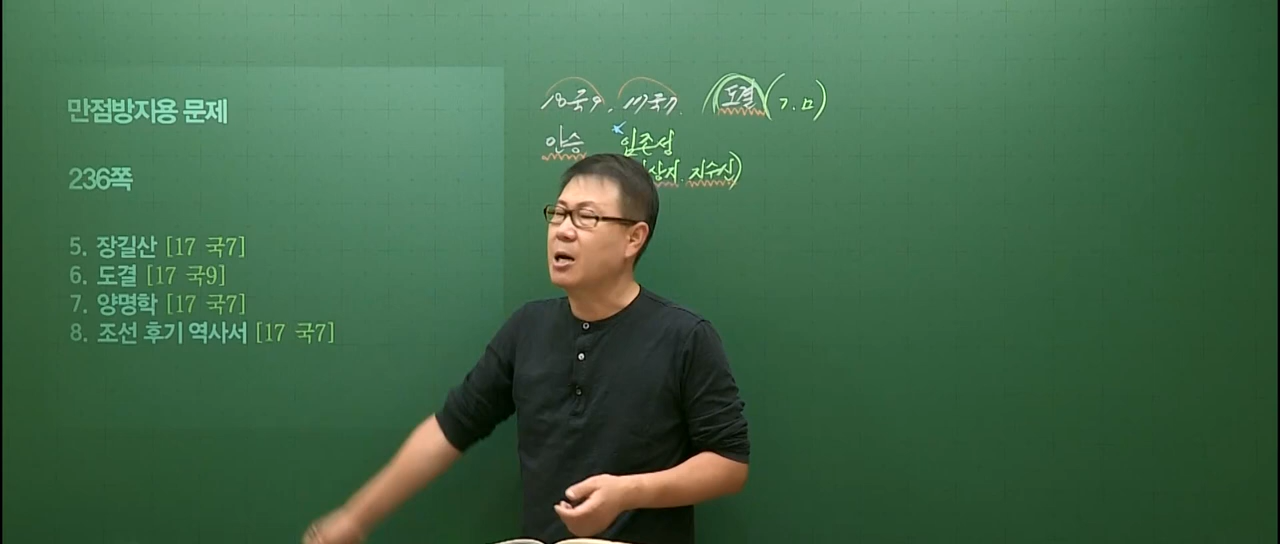 만점방지용 문제
236쪽
5. 장길산 [17 국7]
6. 도결 [17 국9]
7. 양명학 [17 국7]
8. 조선 후기 역사서 [17 국7]
18국9, 17국7. (도결(ㄱ.ㅁ)
안승 임존성
상지. 지수신)